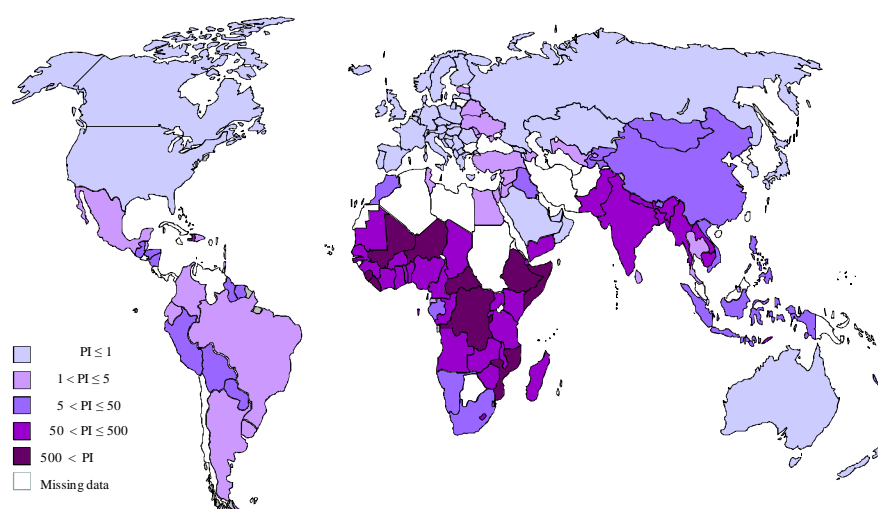 PI ≤ 1
1 < PI ≤ 5
5 < PI ≤ 50
50 < PI ≤ 500
500 < PI
Missing data